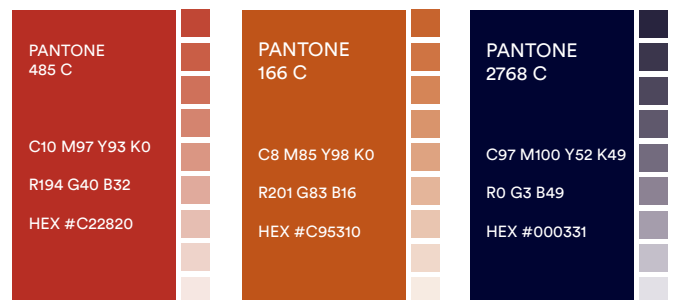 PANTONE
485 C
C10 M97 Y93 K0
R194 G40 B32
HEX #C22820
PANTONE
166 C
C8 M85 Y98 K0
R201 G83 B16
HEX #C95310
PANTONE
2768 C
C97 M100 Y52 K49
R0 G3 B49
HEX #000331